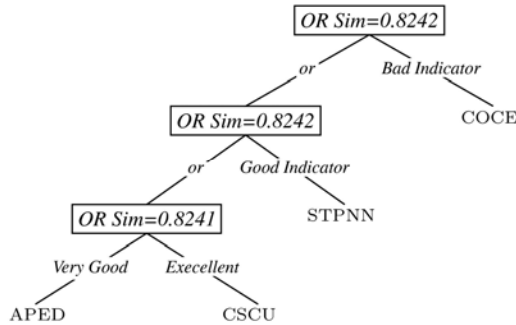 OR Sim=0.8242
or
Bad Indicator
OR Sim=0.8242
COCE
or
Good Indicator
OR Sim=0.8241
STPNN
Very Good
Execellent
APED
CSCU